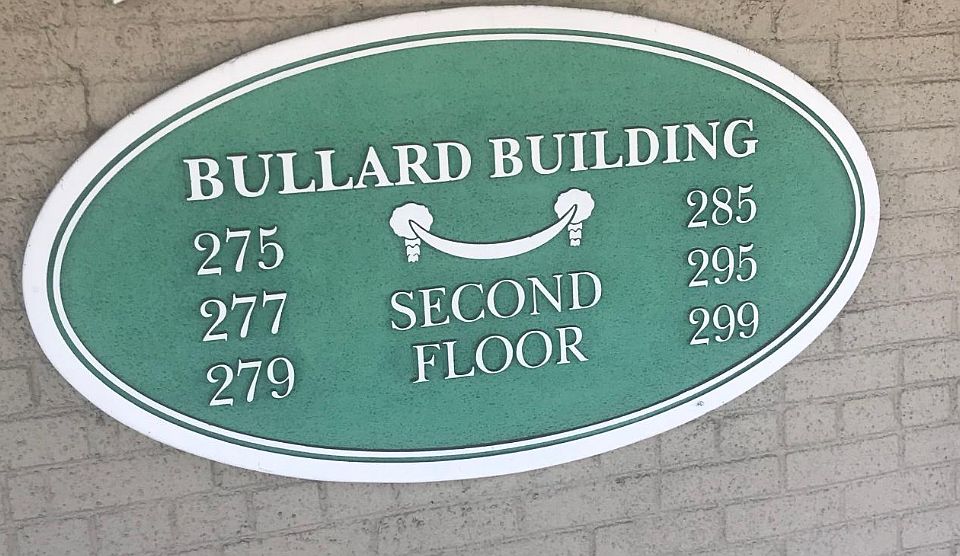 BULLARD BUILDING
275
277
279
SECOND
FLOOR
285
295
299